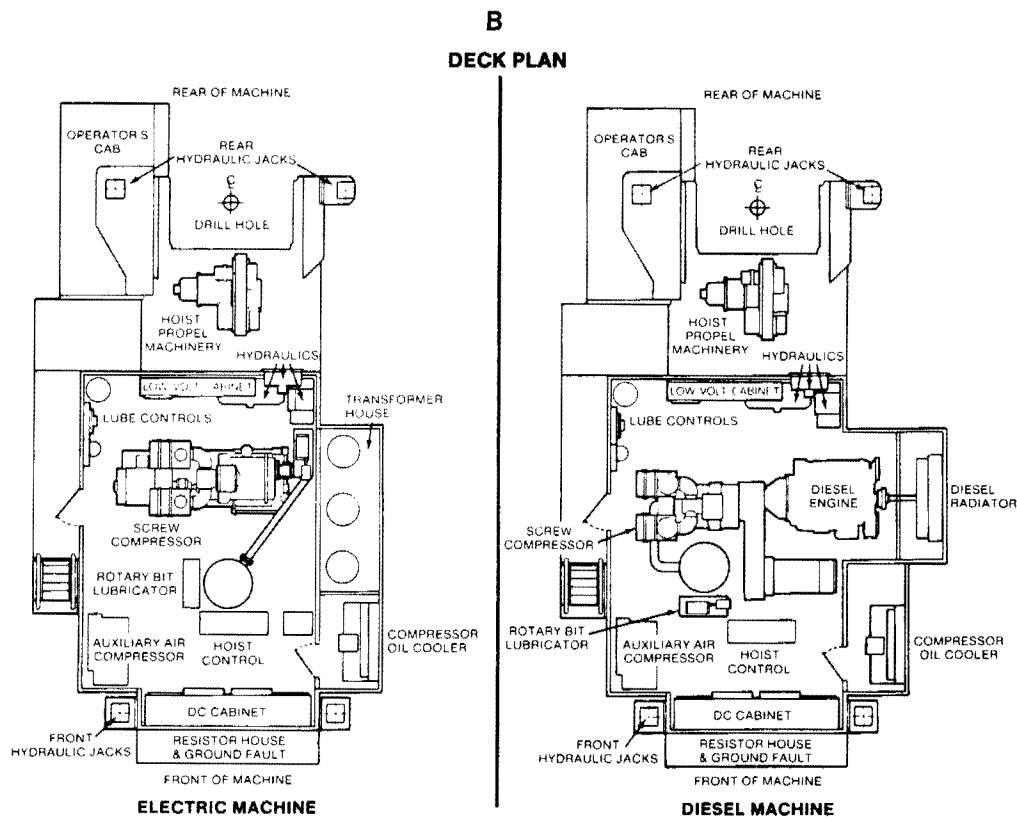 B
DECK PLAN
REAR OF MACHINE
OPERATOR S
CAB
REAR
HYDRAULIC JACKS
DRILL HOLE
HOIST
PROPEL
MACHINERY
HYDRAULICS
LOW VOLT CABINET
LUBE CONTROLS
TRANSFORMER
HOUSE
SCREW
COMPRESSOR
ROTARY BIT
LUBRICATOR
AUXILIARY AIR
COMPRESSOR
HOIST
CONTROL
COMPRESSOR
OIL COOLER
DC CABINET
FRONT
HYDRAULIC JACKS
RESISTOR HOUSE
& GROUND FAULT
FRONT OF MACHINE
ELECTRIC MACHINE
REAR OF MACHINE
OPERATOR S
CAB
REAR
HYDRAULIC JACKS
DRILL HOLE
HOIST
PROPEL
MACHINERY
HYDRAULICS
LOW VOLT CABINET
LUBE CONTROLS
DIESEL
ENGINE
DIESEL
RADIATOR
SCREW
COMPRESSOR
ROTARY BIT
LUBRICATOR
AUXILIARY AIR
COMPRESSOR
HOIST
CONTROL
COMPRESSOR
OIL COOLER
DC CABINET
FRONT
HYDRAULIC JACKS
RESISTOR HOUSE
& GROUND FAULT
FRONT OF MACHINE
DIESEL MACHINE